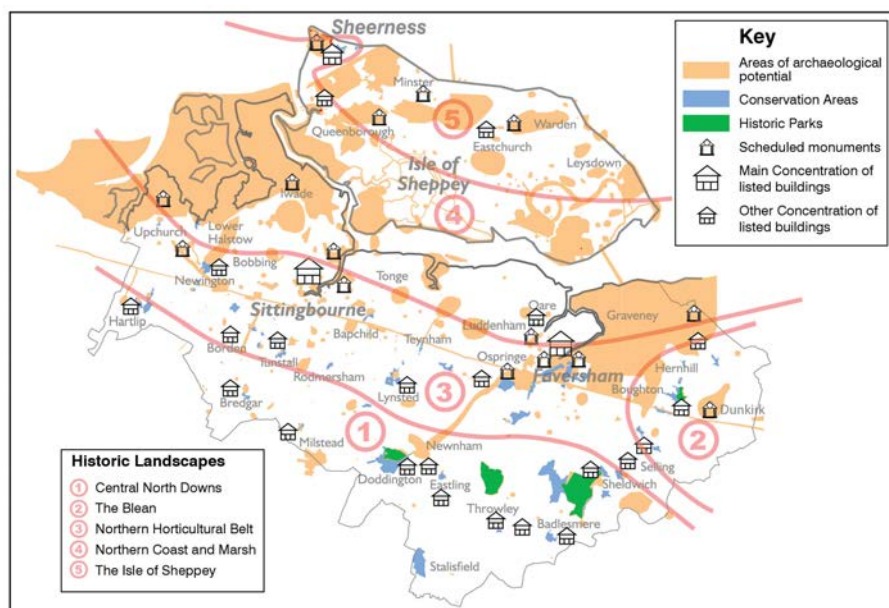 Sheerness
Minster
Queenborough
5
Warden
Eastchurch
Leysdown
Isle of
Sheppey
4
Iwade
Upchurch
Lower
Halstow
Bobbing
Newington
Tonge
Sittingbourne
Hartlip
Borden
Tunstall
Bapchild
Teynham
Luddenham
Oare
Graveney
Ospringe
Faversham
Rodmersham
Bredgar
Lynsted
3
Hernhill
Boughton
Dunkirk
2
Milstead
1
Newnham
Doddington
Eastling
Throwley
Badlesmere
Sheldwich
Selling
Stalisfield
Key
Areas of archaeological
potential
Conservation Areas
Historic Parks
Scheduled monuments
Main Concentration of
listed buildings
Other Concentration of
listed buildings
Historic Landscapes
1 Central North Downs
2 The Blean
3 Northern Horticultural Belt
4 Northern Coast and Marsh
5 The Isle of Sheppey